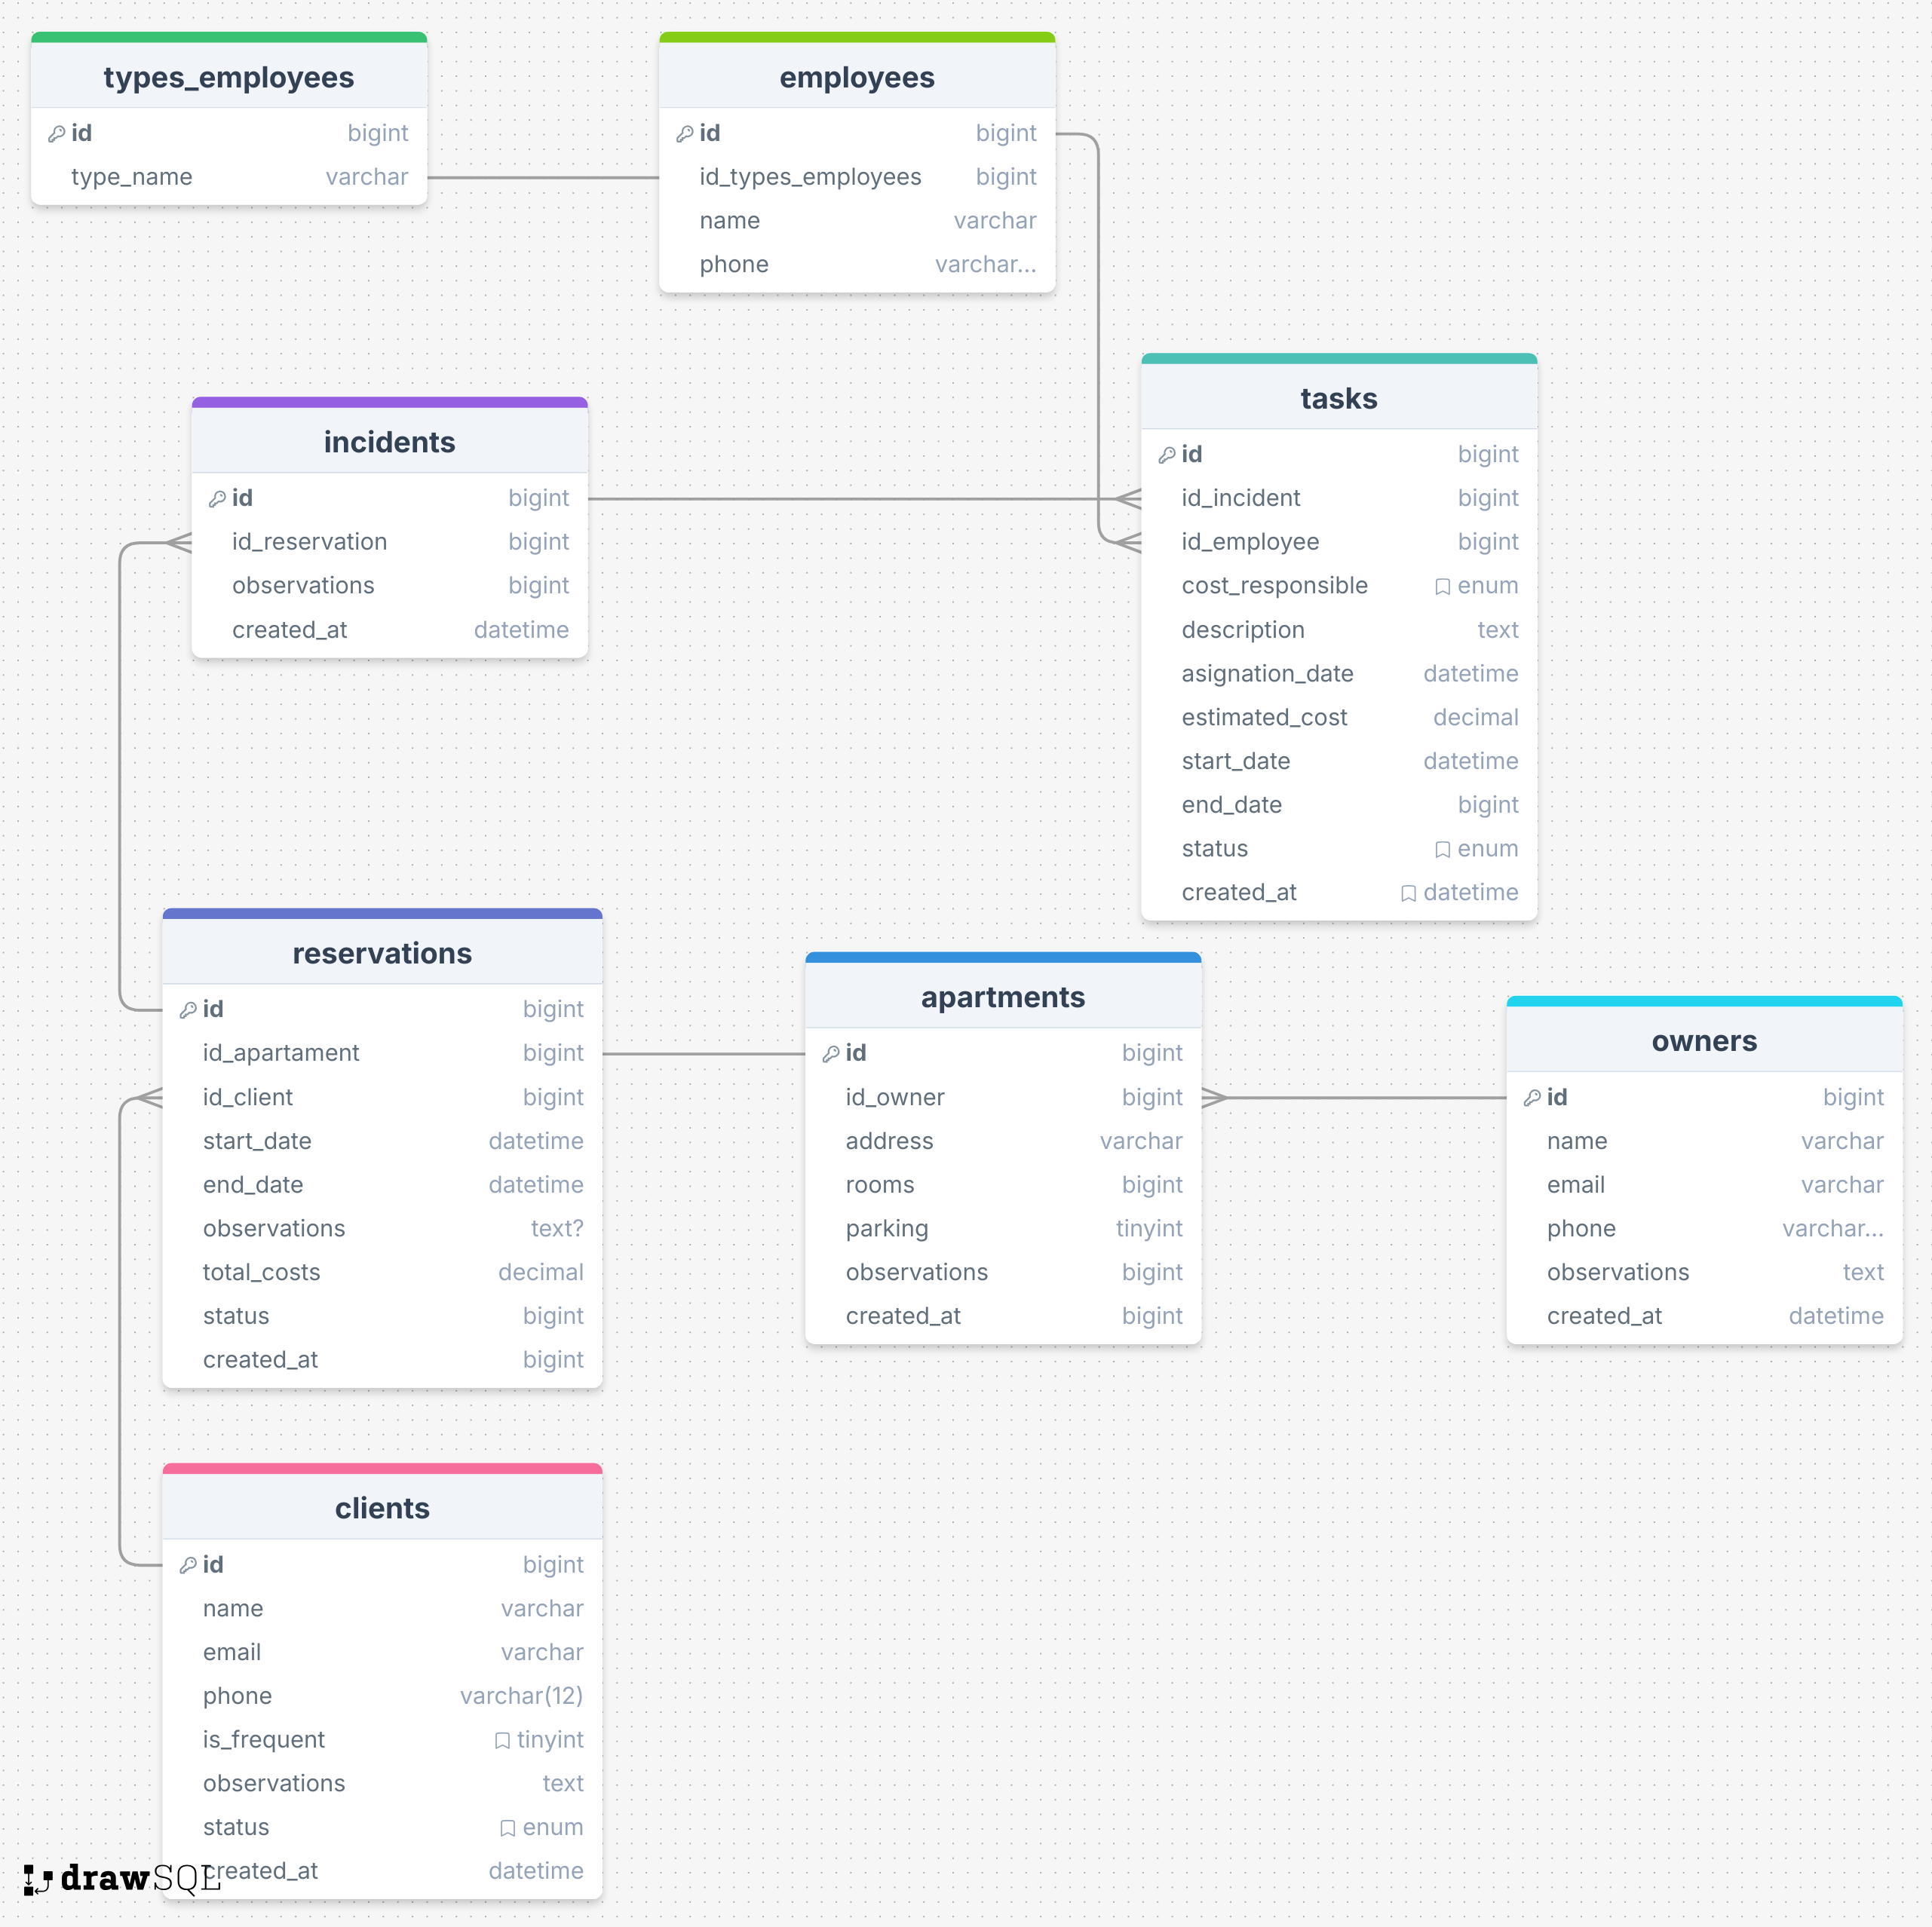 types_employees
id bigint
type_name varchar
employees
id bigint
id_types_employees bigint
name varchar
phone varchar...
incidents
id bigint
id_reservation bigint
observations bigint
created_at datetime
tasks
id bigint
id_incident bigint
id_employee bigint
cost_responsible enum
description text
asignation_date datetime
estimated_cost decimal
start_date datetime
end_date bigint
status enum
created_at datetime
reservations
id bigint
id_apartament bigint
id_client bigint
start_date datetime
end_date datetime
observations text?
total_costs decimal
status bigint
created_at bigint
apartments
id bigint
id_owner bigint
address varchar
rooms bigint
parking tinyint
observations bigint
created_at bigint
owners
id bigint
name varchar
email varchar
phone varchar...
observations text
created_at datetime
clients
id bigint
name varchar
email varchar
phone varchar(12)
is_frequent tinyint
observations text
status enum
created_at datetime
drawSQL